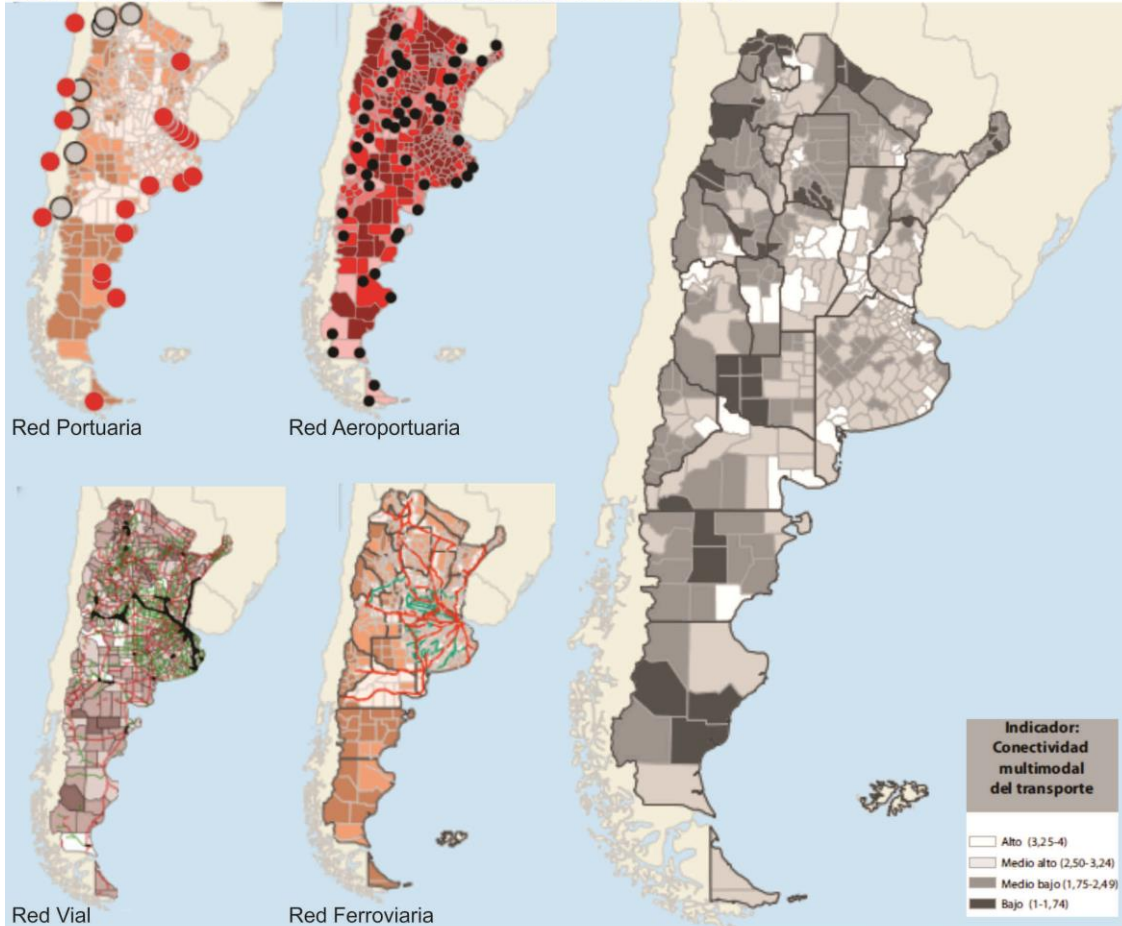 Red Portuaria
Red Aeroportuaria
Red Vial
Red Ferroviaria
Indicador:
Conectividad
multimodal
del transporte
Alto (3,25-4)
Medio alto (2,50-3,24)
Medio bajo (1,75-2,49)
Bajo (1-1,74)